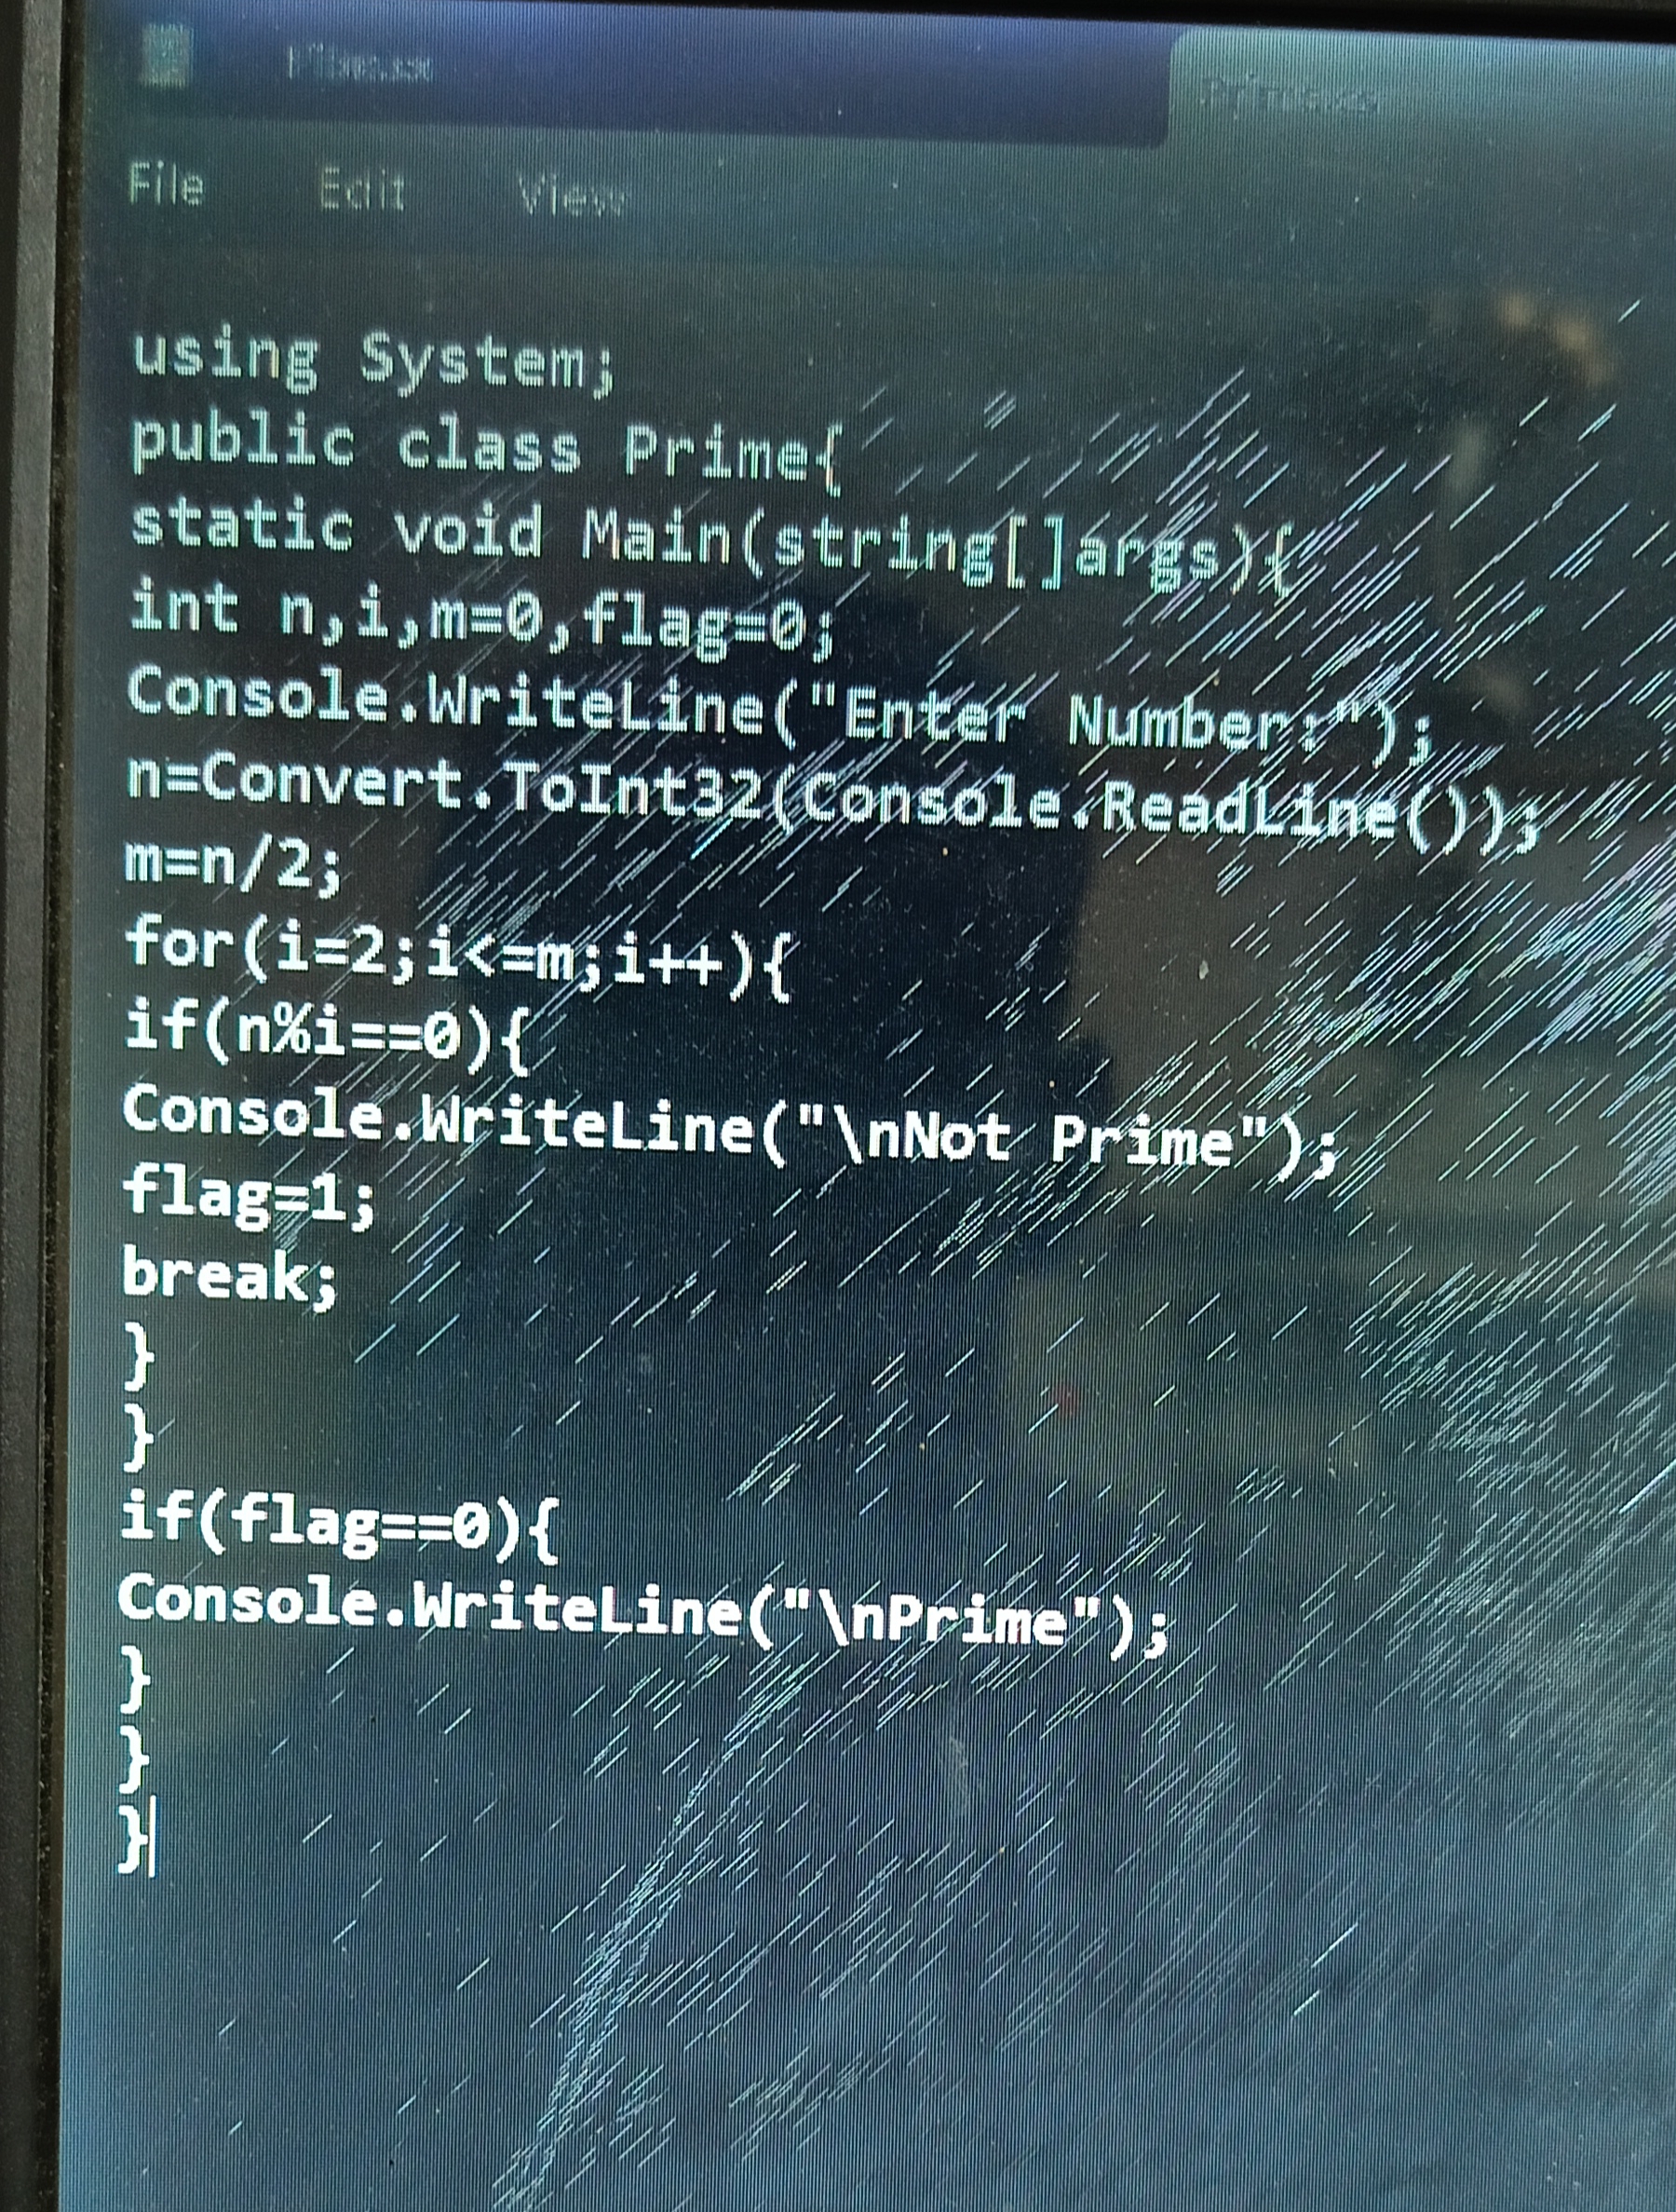 File Edit View
using System;
public class Prime{
static void Main(string[]args){
int n,i,m=0,flag=0;
Console.WriteLine("Enter Number:");
n=Convert.ToInt32(Console.ReadLine());
m=n/2;
for(i=2;i<=m;i++){
if(n%i==0){
Console.WriteLine("\nNot Prime");
flag=1;
break;
}
}
if(flag==0){
Console.WriteLine("\nPrime");
}
}
}